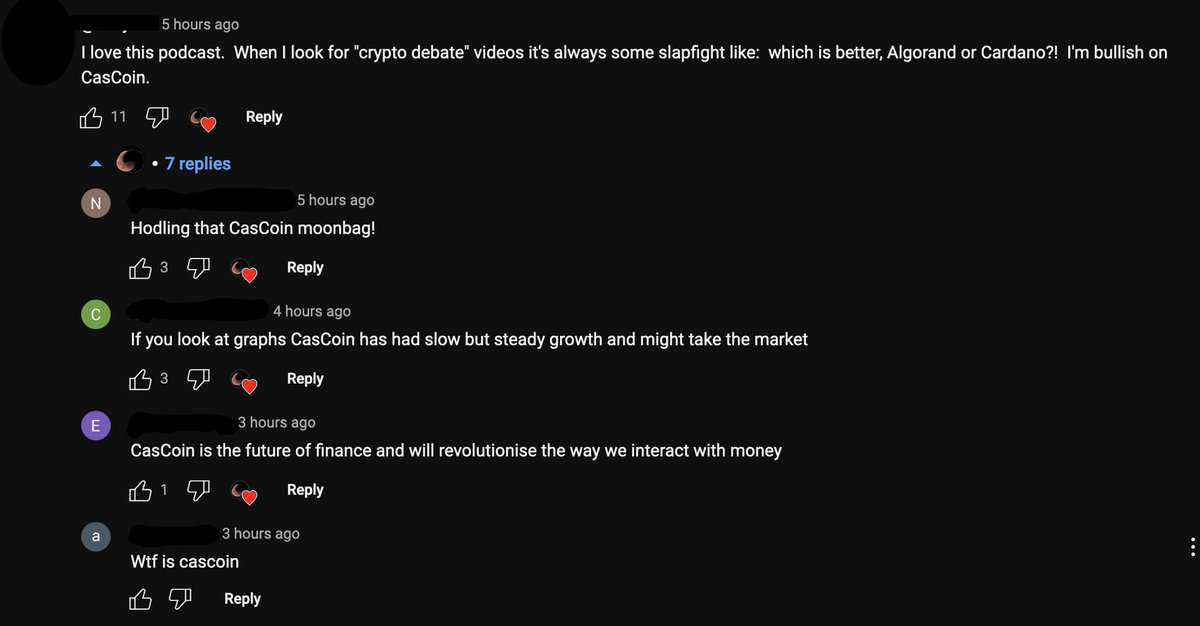 5 hours ago
I love this podcast. When I look for "crypto debate" videos it's always some slapfight like: which is better, Algorand or Cardano?! I'm bullish on
CasCoin.
11 Reply
• 7 replies
N
5 hours ago
Hodling that CasCoin moonbag!
3 Reply
C
4 hours ago
If you look at graphs CasCoin has had slow but steady growth and might take the market
3 Reply
E
3 hours ago
CasCoin is the future of finance and will revolutionise the way we interact with money
1 Reply
a
3 hours ago
Wtf is cascoin
Reply